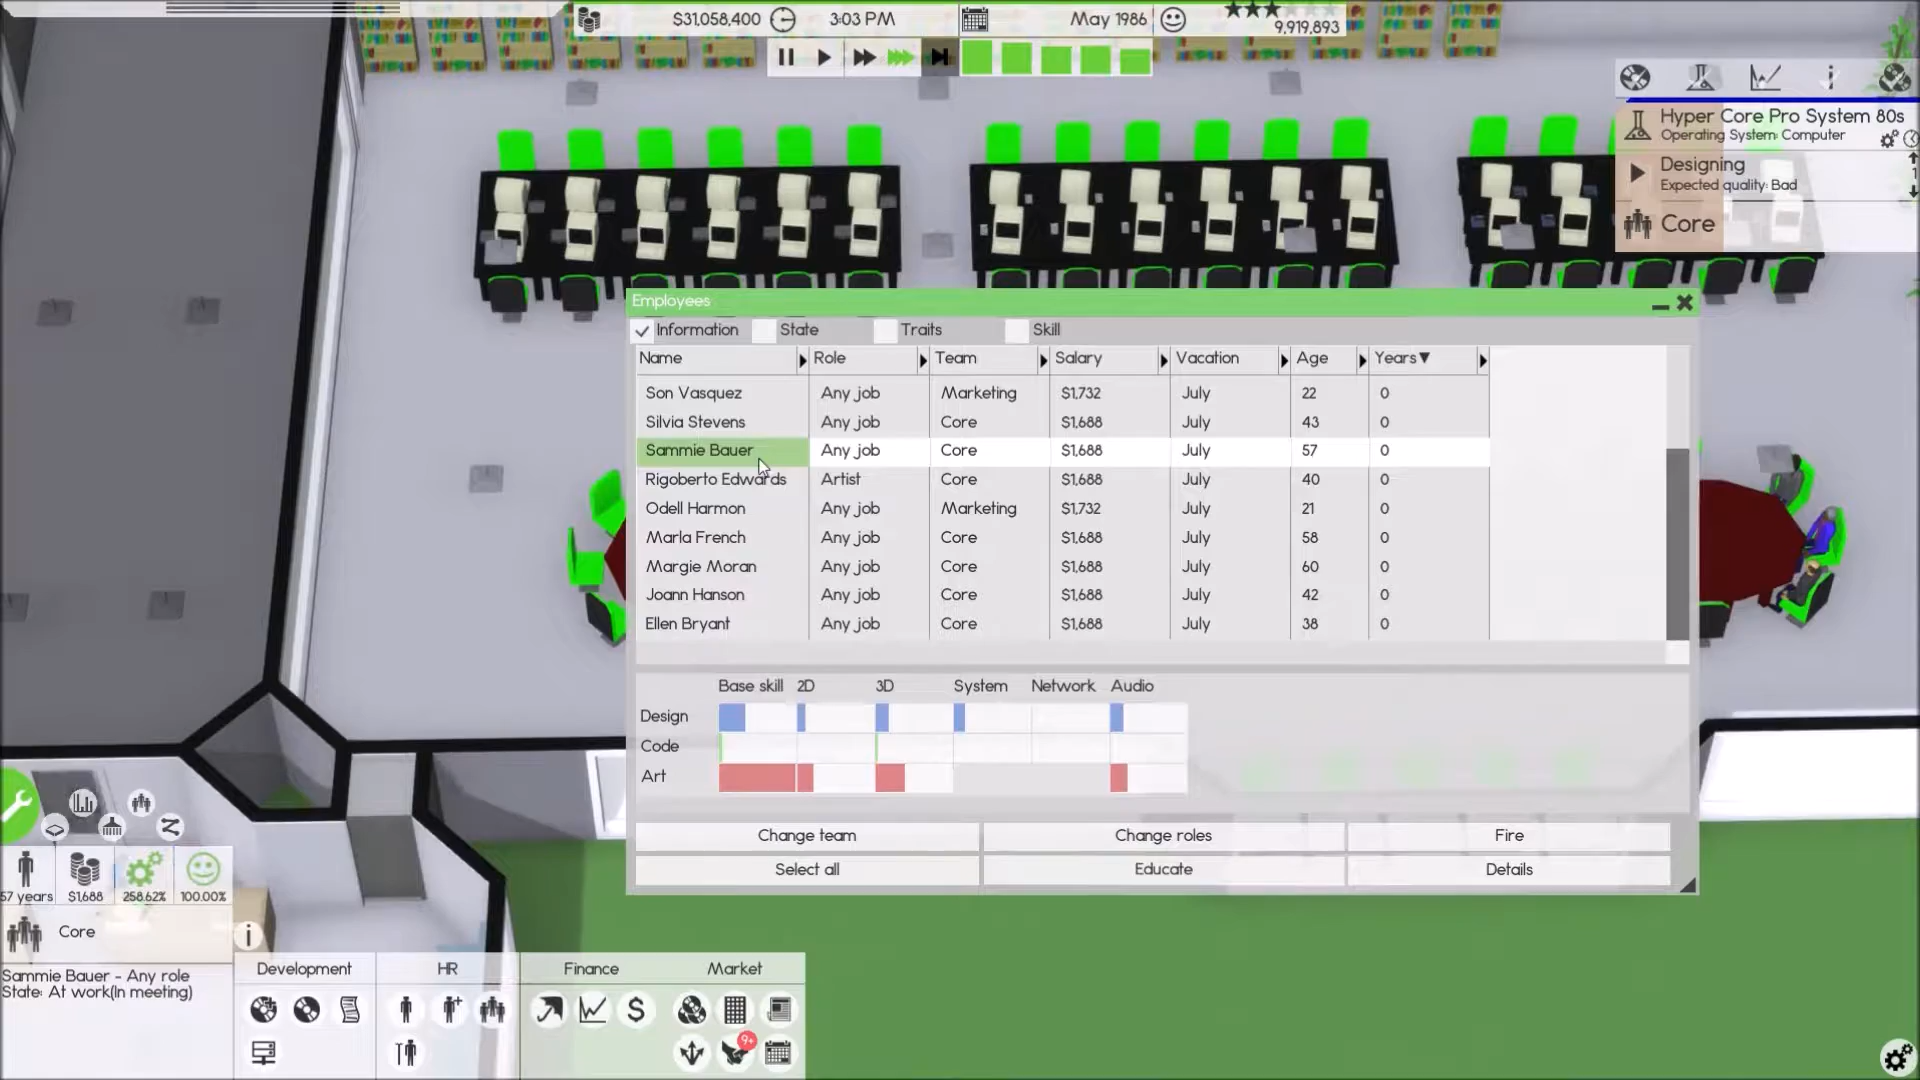 $31,058,400
3:03 PM
May 1986
9,919,893
Hyper Core Pro System 80s
Operating System: Computer
Designing
Expected quality: Bad
1
Core
Employees
Information State Traits Skill
Name Role Team Salary Vacation Age Years▼
Son Vasquez Any job Marketing $1,732 July 22 0
Silvia Stevens Any job Core $1,688 July 43 0
Sammie Bauer Any job Core $1,688 July 57 0
Rigoberto Edwards Artist Core $1,688 July 40 0
Odell Harmon Any job Marketing $1,732 July 21 0
Marla French Any job Core $1,688 July 58 0
Margie Moran Any job Core $1,688 July 60 0
Joann Hanson Any job Core $1,688 July 42 0
Ellen Bryant Any job Core $1,688 July 38 0
Base skill 2D 3D System Network Audio
Design
Code
Art
Change team Change roles Fire
Select all Educate Details
57 years $1,688 258.62% 100.00%
Core
i
Sammie Bauer - Any role
State: At work(In meeting)
Development HR Finance Market
9+